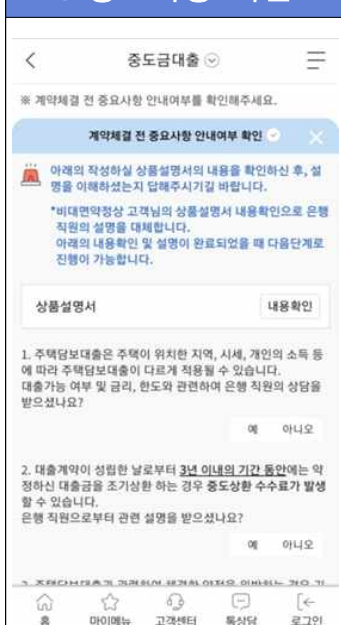 중도금대출
※ 계약체결 전 중요사항 안내여부를 확인해주세요.
계약체결 전 중요사항 안내여부 확인
아래의 작성하실 상품설명서의 내용을 확인하신 후, 설
명을 이해하셨는지 답해주시기길 바랍니다.
*비대면약정상 고객님의 상품설명서 내용확인으로 은행
직원의 설명을 대체합니다.
아래의 내용확인 및 설명이 완료되었을 때 다음단계로
진행이 가능합니다.
상품설명서
내용확인
1. 주택담보대출은 주택이 위치한 지역, 시세, 개인의 소득 등
에 따라 주택담보대출이 다르게 적용될 수 있습니다.
대출가능 여부 및 금리, 한도와 관련하여 은행 직원의 상담을
받으셨나요?
예 아니오
2. 대출계약이 성립한 날로부터 3년 이내의 기간 동안에는 약
정하신 대출금을 조기상환 하는 경우 중도상환 수수료가 발생
할 수 있습니다.
은행 직원으로부터 관련 설명을 받으셨나요?
예 아니오
홈 마이메뉴 고객센터 톡상담 로그인